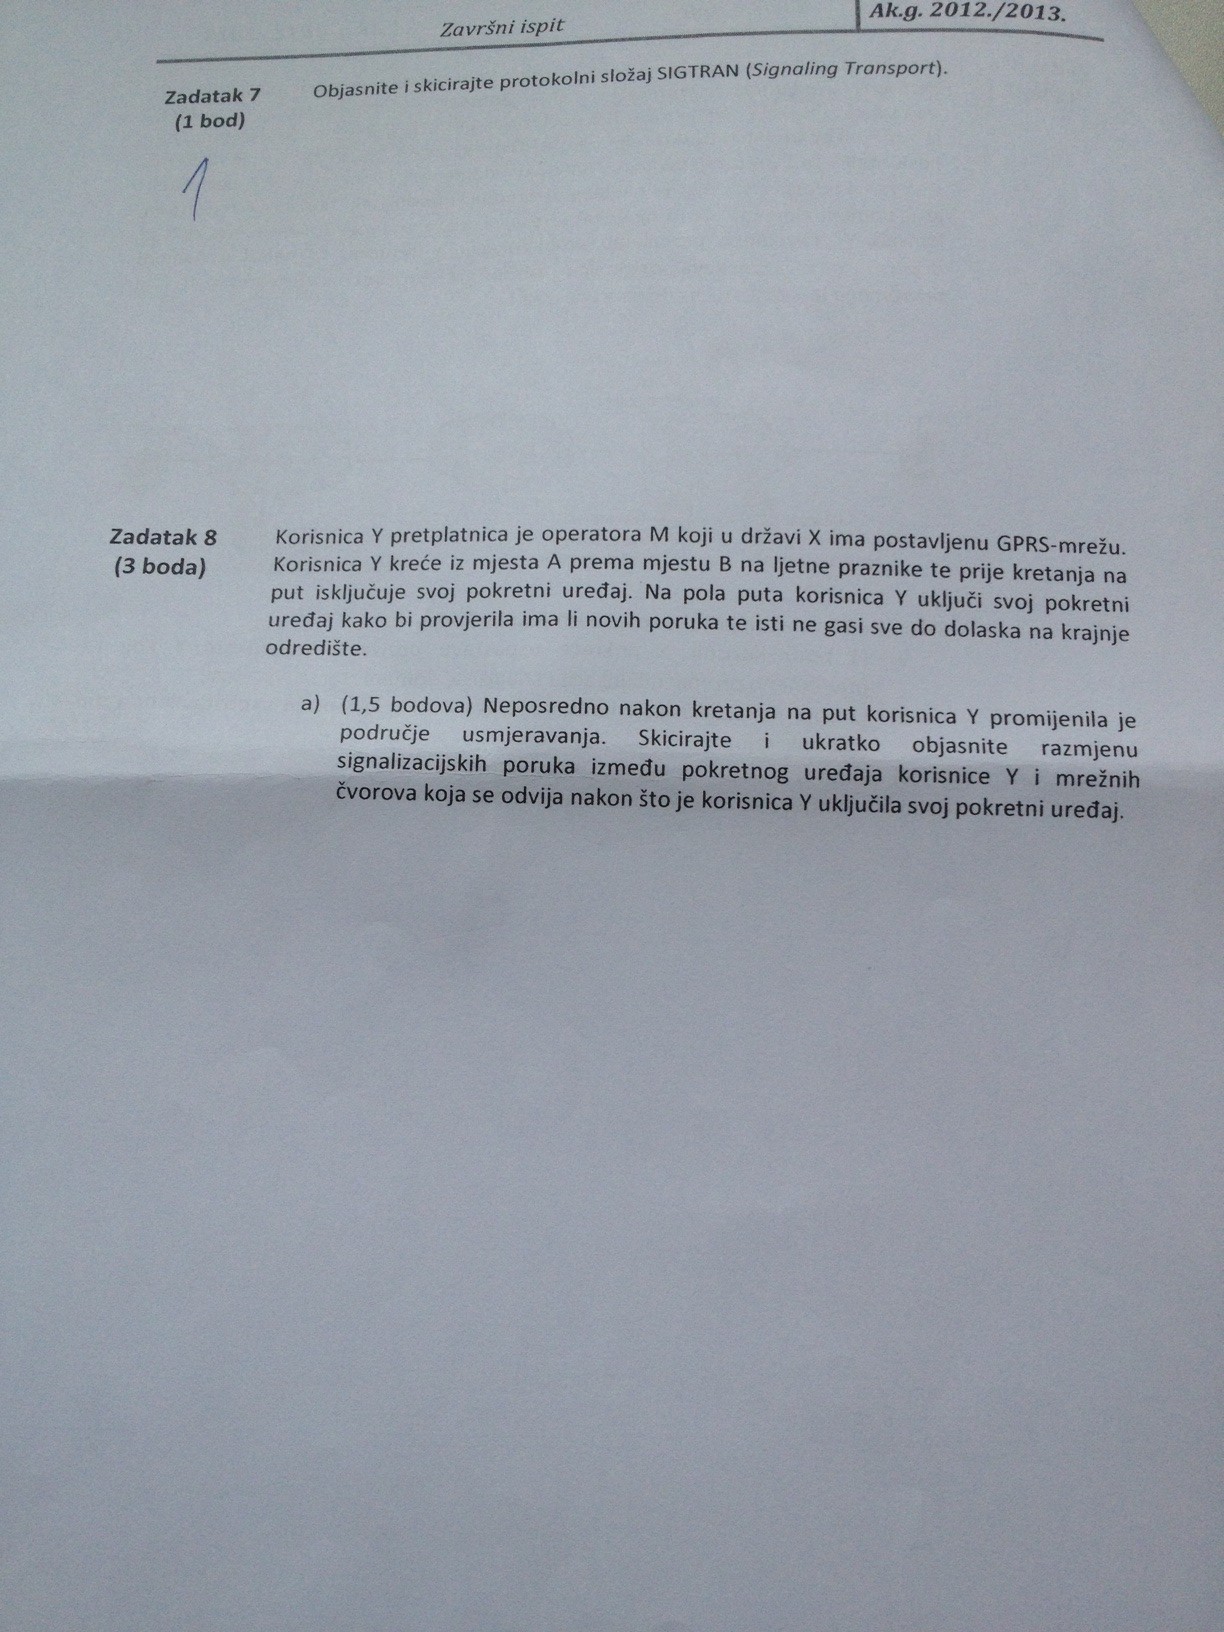 Završni ispit
Ak.g. 2012./2013.
Zadatak 7
(1 bod)
Objasnite i skicirajte protokolni složaj SIGTRAN (Signaling Transport).
1
Zadatak 8
(3 boda)
Korisnica Y pretplatnica je operatora M koji u državi X ima postavljenu GPRS-mrežu.
Korisnica Y kreće iz mjesta A prema mjestu B na ljetne praznike te prije kretanja na
put isključuje svoj pokretni uređaj. Na pola puta korisnica Y uključi svoj pokretni
uređaj kako bi provjerila ima li novih poruka te isti ne gasi sve do dolaska na krajnje
odredište.
a) (1,5 bodova) Neposredno nakon kretanja na put korisnica Y promijenila je
područje usmjeravanja. Skicirajte i ukratko objasnite razmjenu
signalizacijskih poruka između pokretnog uređaja korisnice Y i mrežnih
čvorova koja se odvija nakon što je korisnica Y uključila svoj pokretni uređaj.